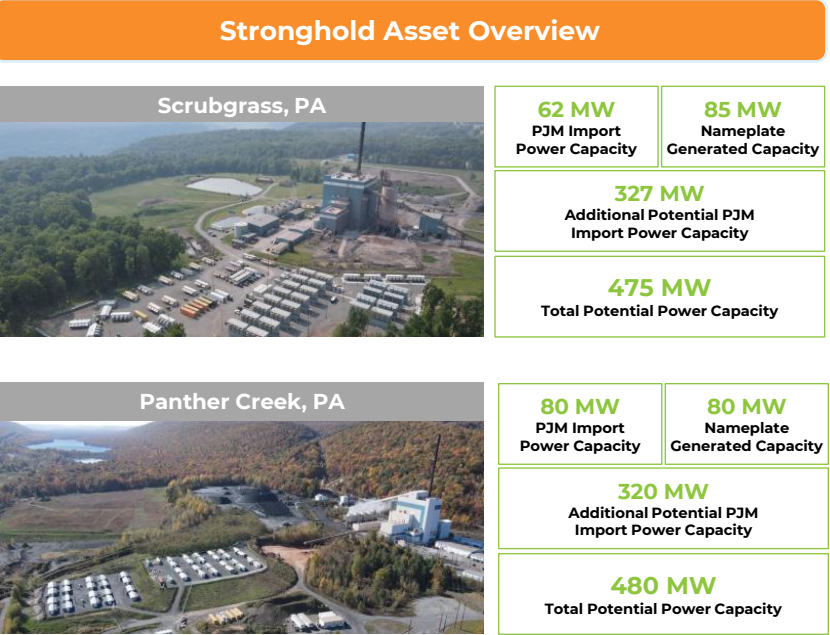 Stronghold Asset Overview
Scrubgrass, PA
62 MW
PJM Import
Power Capacity
85 MW
Nameplate
Generated Capacity
327 MW
Additional Potential PJM
Import Power Capacity
475 MW
Total Potential Power Capacity
Panther Creek, PA
80 MW
PJM Import
Power Capacity
80 MW
Nameplate
Generated Capacity
320 MW
Additional Potential PJM
Import Power Capacity
480 MW
Total Potential Power Capacity